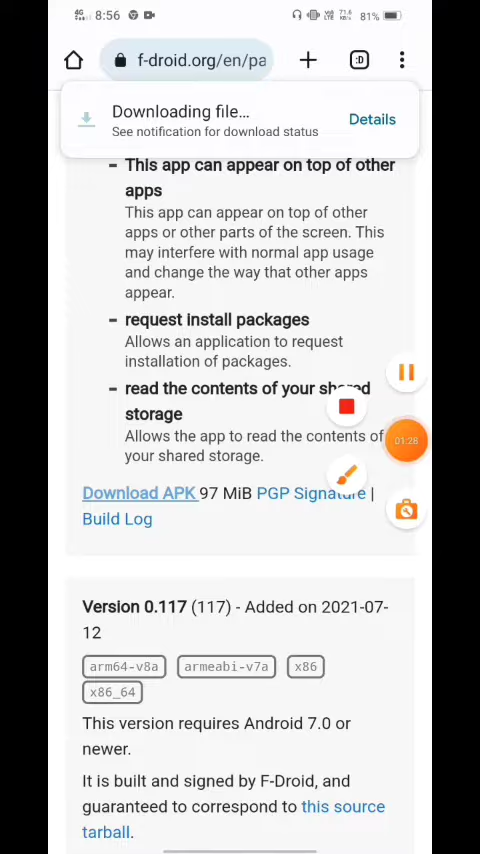 4G 8:56 VoLTE 71.6 KB/s 81%
f-droid.org/en/pa :D
Downloading file...
See notification for download status
Details
- This app can appear on top of other
apps
This app can appear on top of other
apps or other parts of the screen. This
may interfere with normal app usage
and change the way that other apps
appear.
- request install packages
Allows an application to request
installation of packages.
- read the contents of your shared
storage
Allows the app to read the contents of
your shared storage.
01:28
Download APK 97 MiB PGP Signature |
Build Log
Version 0.117 (117) - Added on 2021-07-
12
arm64-v8a armeabi-v7a x86
x86_64
This version requires Android 7.0 or
newer.
It is built and signed by F-Droid, and
guaranteed to correspond to this source
tarball.